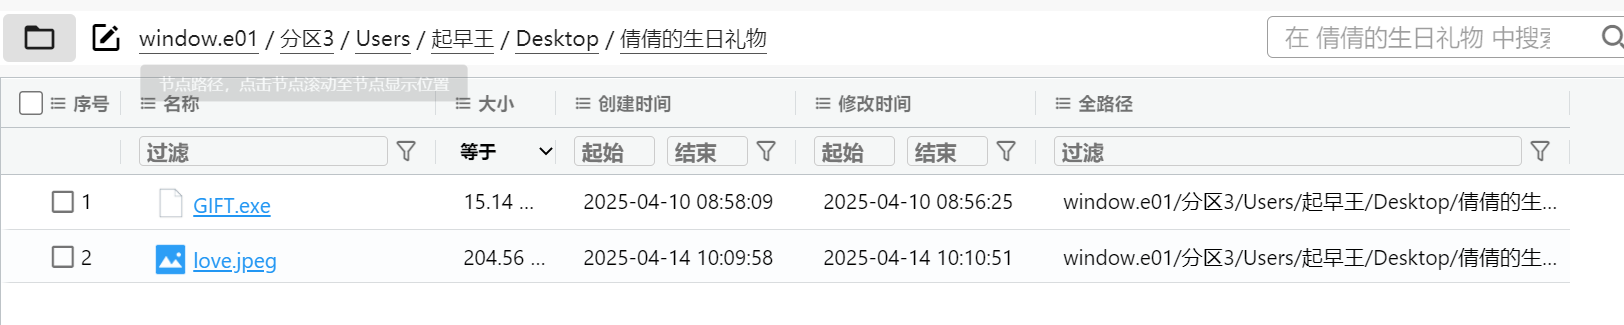 window.e01 / 分区3 / Users / 起早王 / Desktop / 倩倩的生日礼物
在 倩倩的生日礼物 中搜
节点路径，点击节点滚动至节点显示位置
序号 名称 大小 创建时间 修改时间 全路径
过滤 等于 起始 结束 起始 结束 过滤
1 GIFT.exe 15.14 ... 2025-04-10 08:58:09 2025-04-10 08:56:25 window.e01/分区3/Users/起早王/Desktop/倩倩的生...
2 love.jpeg 204.56 ... 2025-04-14 10:09:58 2025-04-14 10:10:51 window.e01/分区3/Users/起早王/Desktop/倩倩的生...